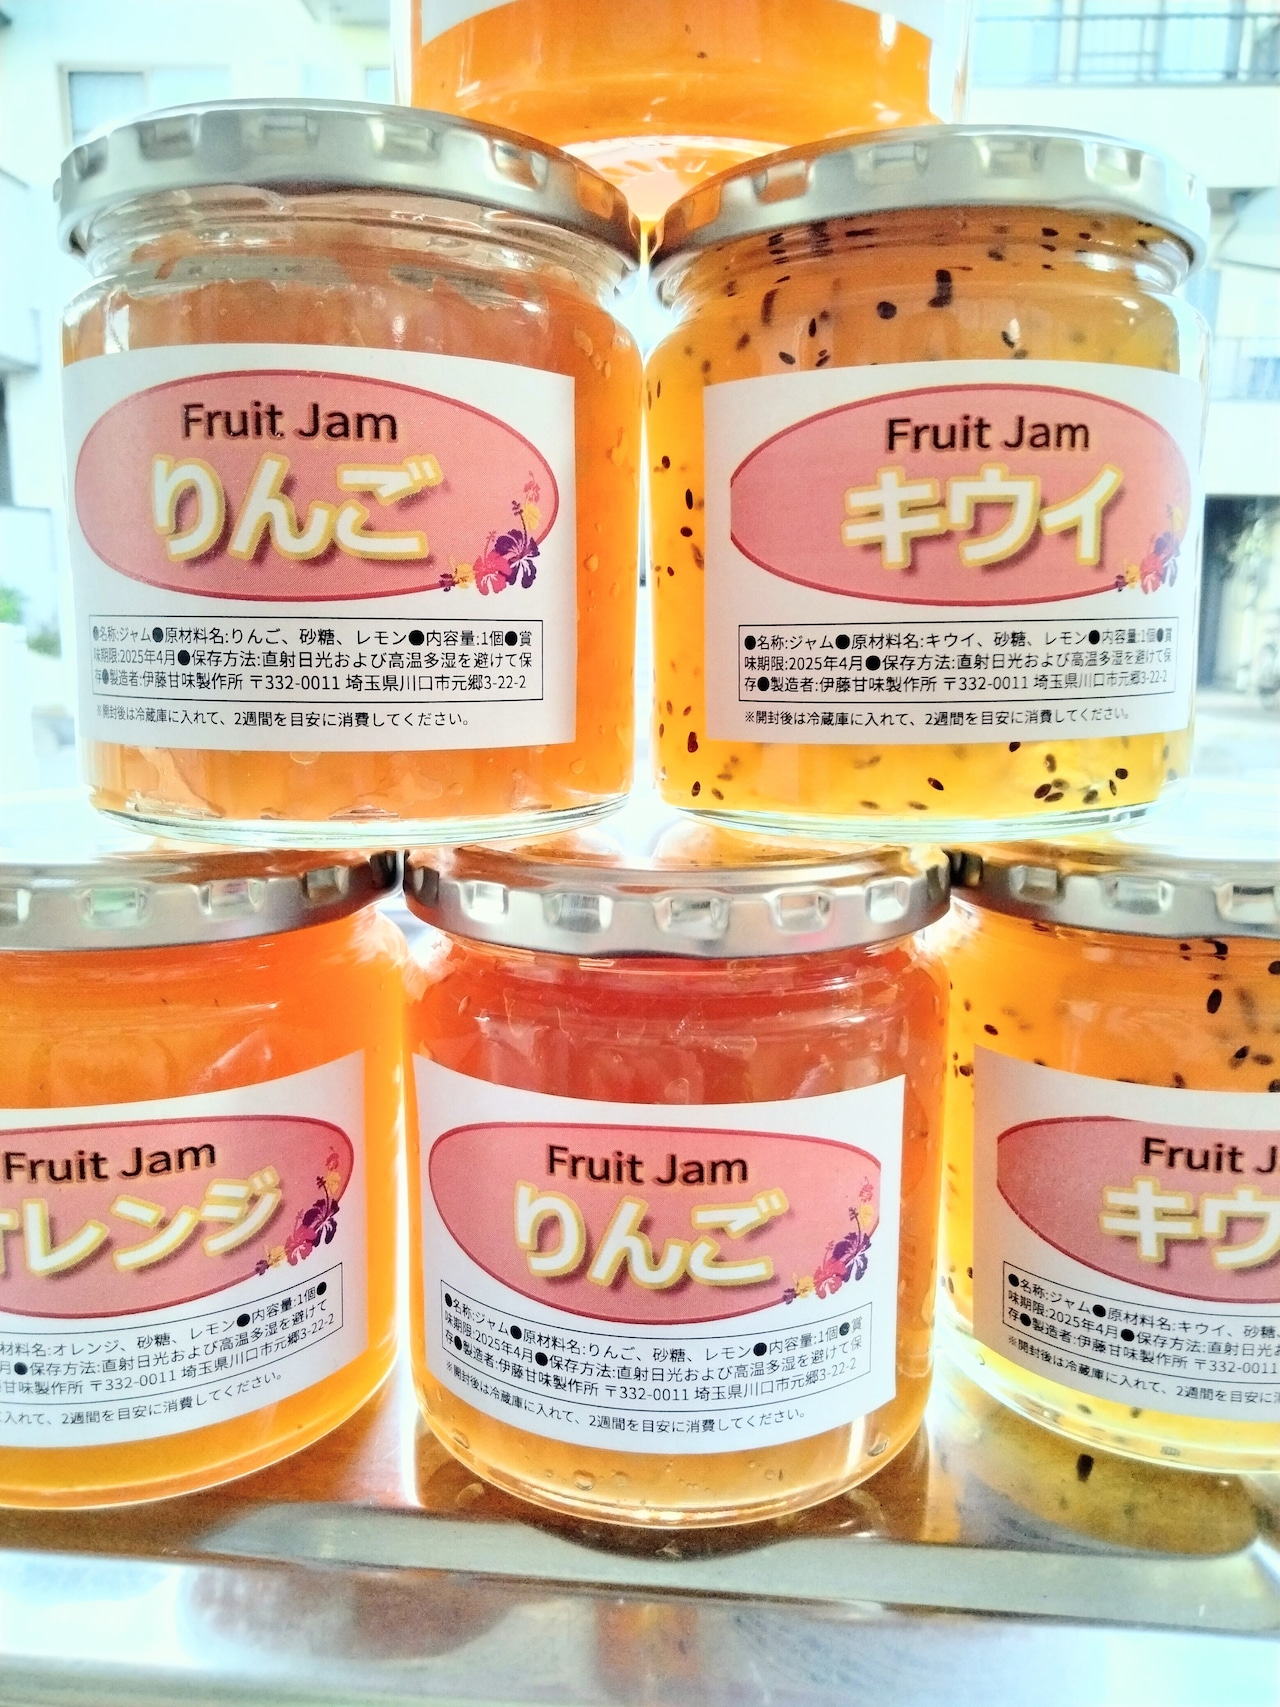 Fruit Jam
りんご
●名称:ジャム●原材料名:りんご、砂糖、レモン●内容量:1個●賞
味期限:2025年4月●保存方法:直射日光および高温多湿を避けて保
存●製造者:伊藤甘味製作所 〒332-0011 埼玉県川口市元郷3-22-2
※開封後は冷蔵庫に入れて、2週間を目安に消費してください。
Fruit Jam
キウイ
●名称:ジャム●原材料名:キウイ、砂糖、レモン●内容量:1個●賞
味期限:2025年4月●保存方法:直射日光および高温多湿を避けて保
存●製造者:伊藤甘味製作所 〒332-0011 埼玉県川口市元郷3-22-2
※開封後は冷蔵庫に入れて、2週間を目安に消費してください。
Fruit Jam
オレンジ
材料名:オレンジ、砂糖、レモン●内容量:1個●
月●保存方法:直射日光および高温多湿を避けて
甘味製作所 〒332-0011 埼玉県川口市元郷3-22-2
に入れて、2週間を目安に消費してください。
Fruit Jam
りんご
●名称:ジャム●原材料名:りんご、砂糖、レモン●内容量:1個●賞
味期限:2025年4月●保存方法:直射日光および高温多湿を避けて保
存●製造者:伊藤甘味製作所 〒332-0011 埼玉県川口市元郷3-22-2
※開封後は冷蔵庫に入れて、2週間を目安に消費してください。
Fruit J
キウ
●名称:ジャム●原材料名:キウイ、砂糖
味期限:2025年4月●保存方法:直射日光およ
存●製造者:伊藤甘味製作所 〒332-0011
※開封後は冷蔵庫に入れて、2週間を目安に消